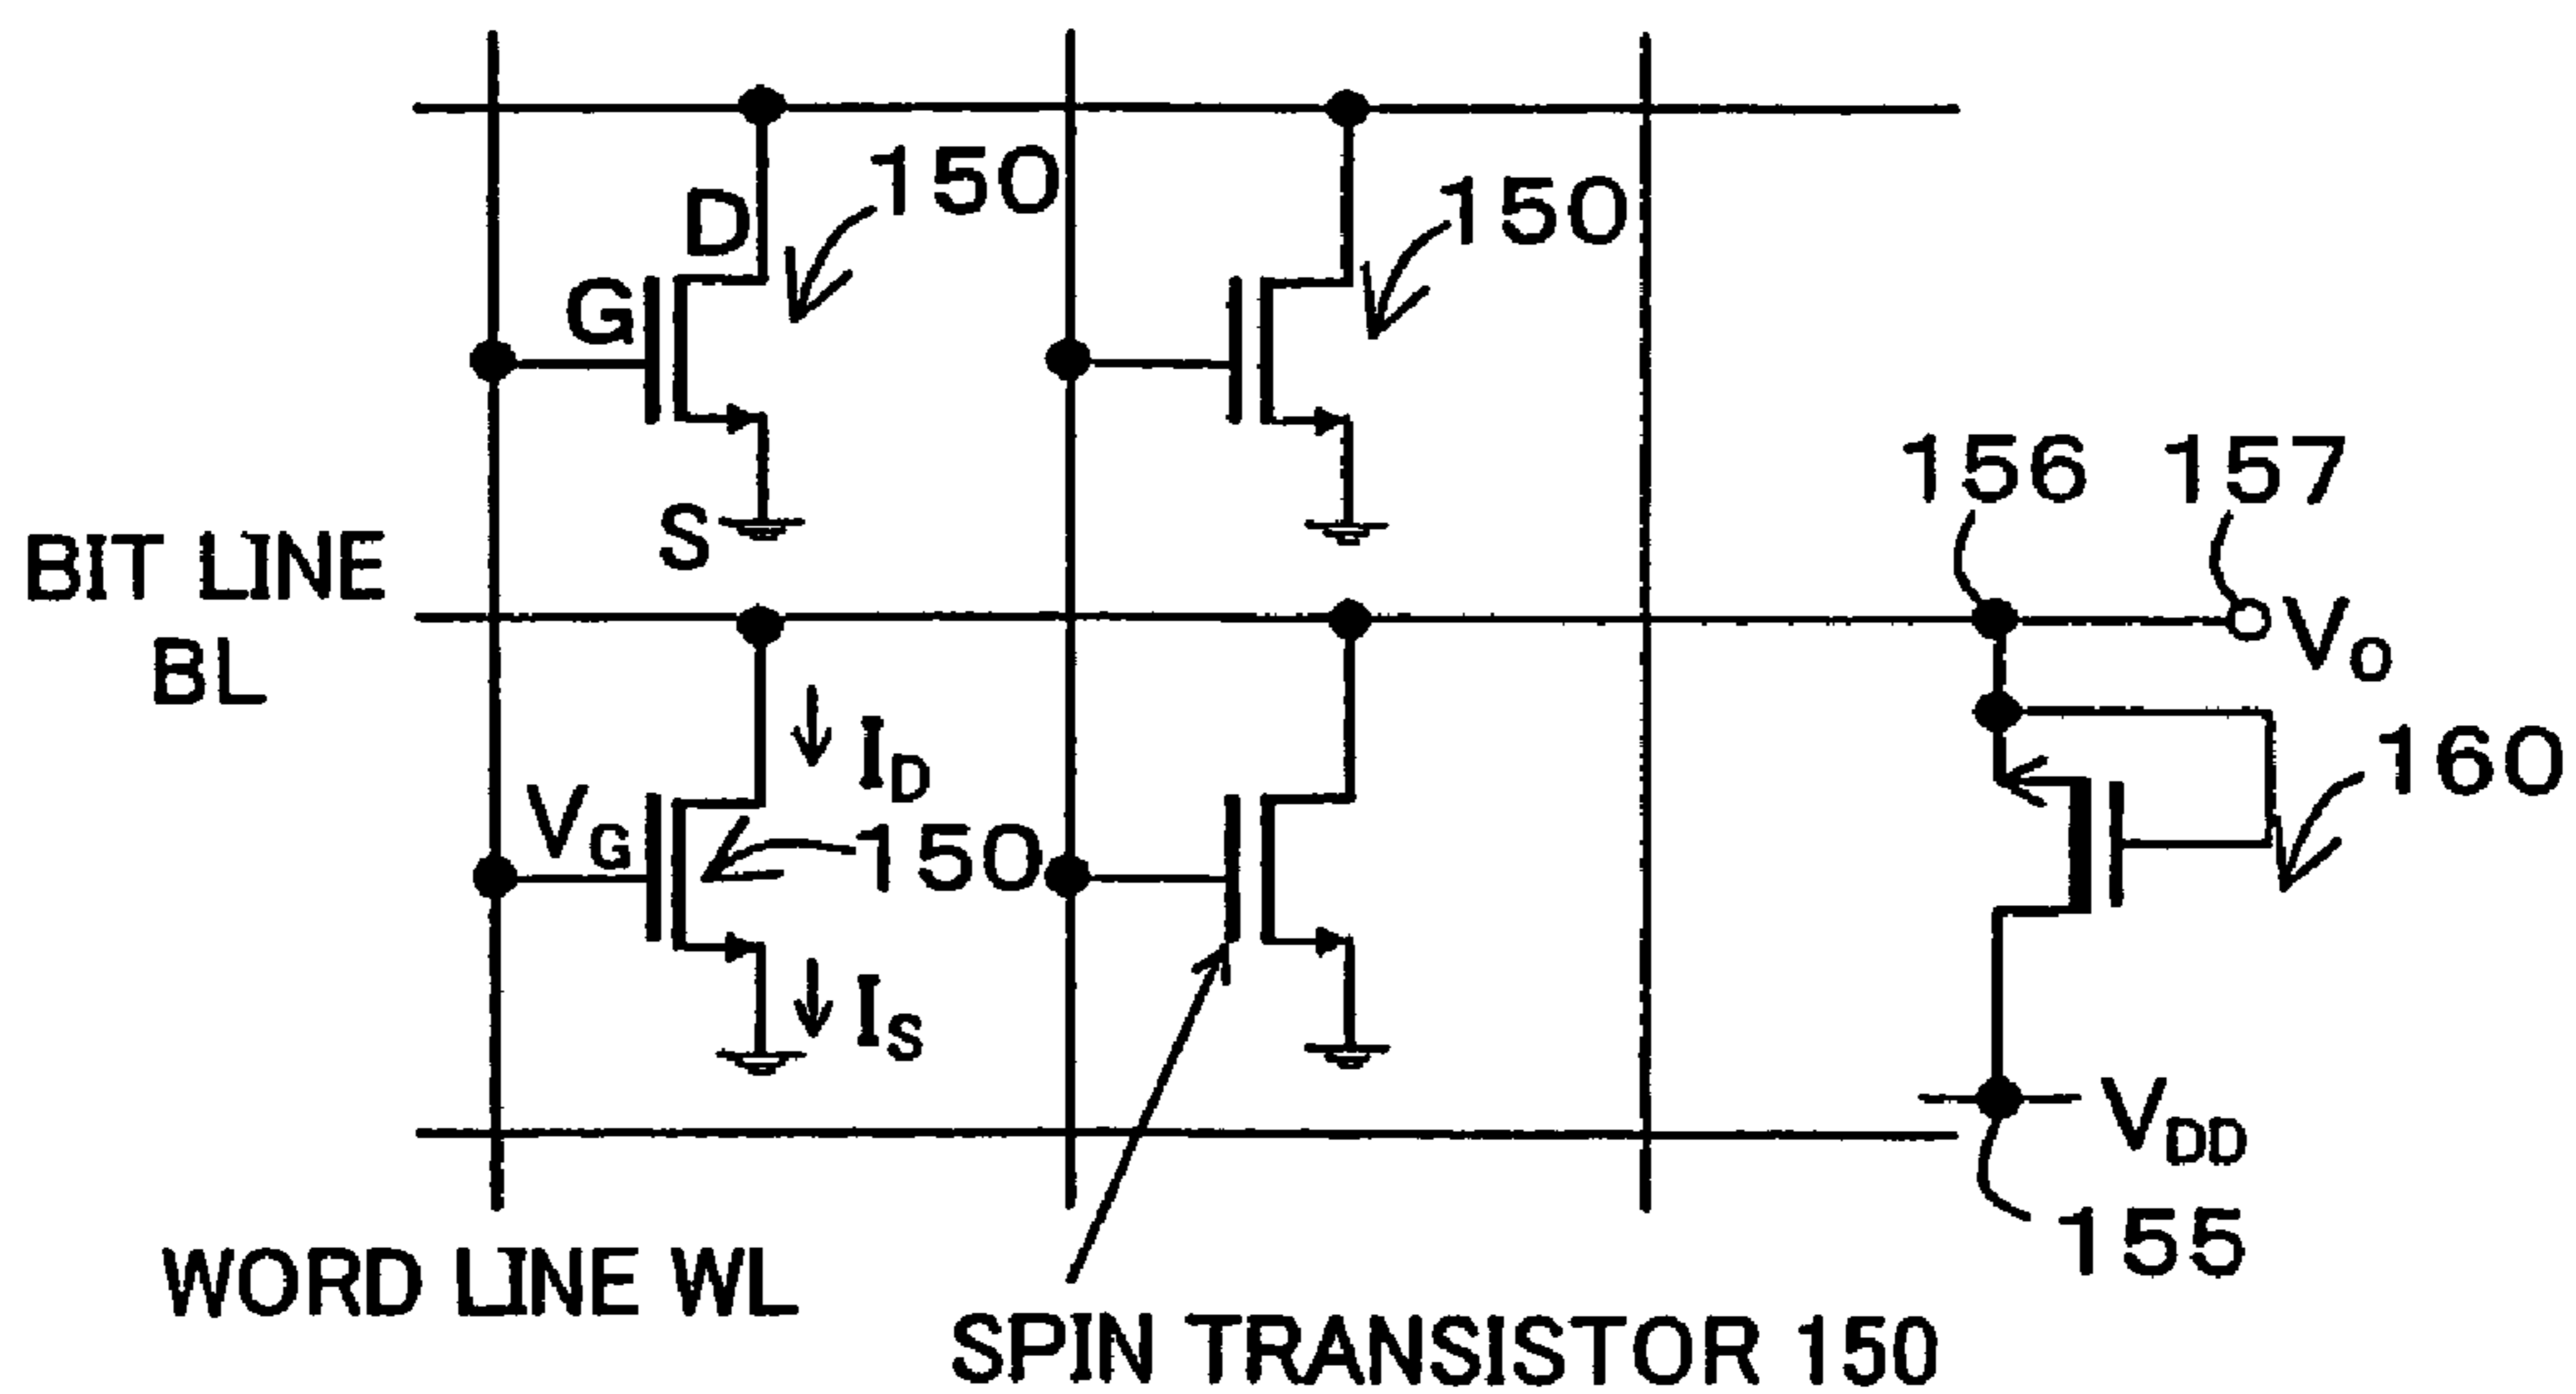 150
150
D
G
S
156
157
BIT LINE
BL
V_O
I_D
V_G
150
160
I_S
V_DD
155
WORD LINE WL
SPIN TRANSISTOR 150